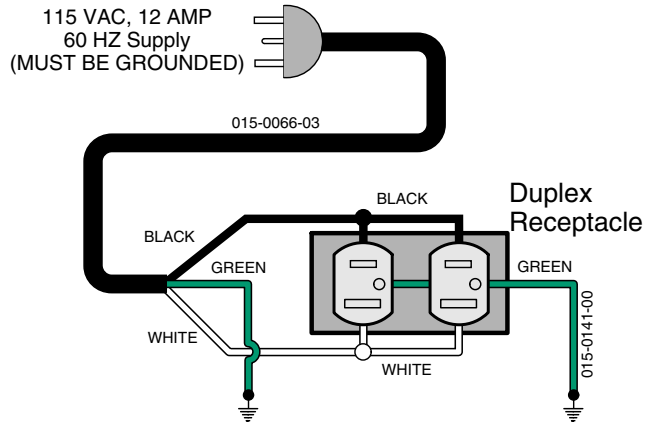 115 VAC, 12 AMP
60 HZ Supply
(MUST BE GROUNDED)
015-0066-03
BLACK
Duplex
Receptacle
BLACK
GREEN
GREEN
WHITE
WHITE
015-0141-00